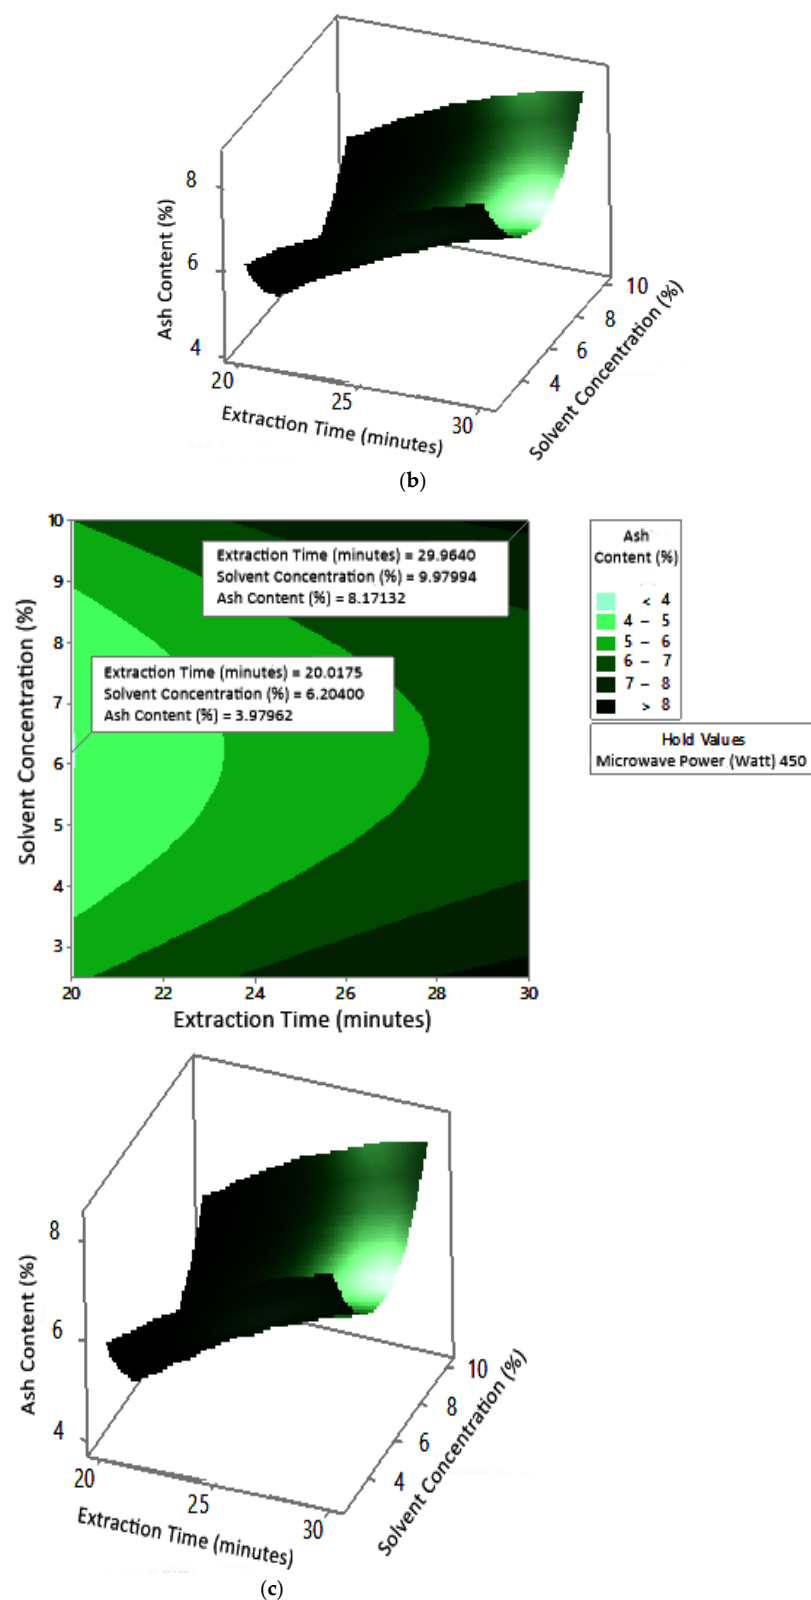 8
6
4
Ash Content (%)
20
25
30
Extraction Time (minutes)
10
8
6
4
Solvent Concentration (%)
(b)
10
9
8
7
6
5
4
3
Solvent Concentration (%)
Extraction Time (minutes) = 29.9640
Solvent Concentration (%) = 9.97994
Ash Content (%) = 8.17132
Extraction Time (minutes) = 20.0175
Solvent Concentration (%) = 6.20400
Ash Content (%) = 3.97962
20 22 24 26 28 30
Extraction Time (minutes)
Ash
Content (%)
< 4
4 – 5
5 – 6
6 – 7
7 – 8
> 8
Hold Values
Microwave Power (Watt) 450
8
6
4
Ash Content (%)
20
25
30
Extraction Time (minutes)
10
8
6
4
Solvent Concentration (%)
(c)